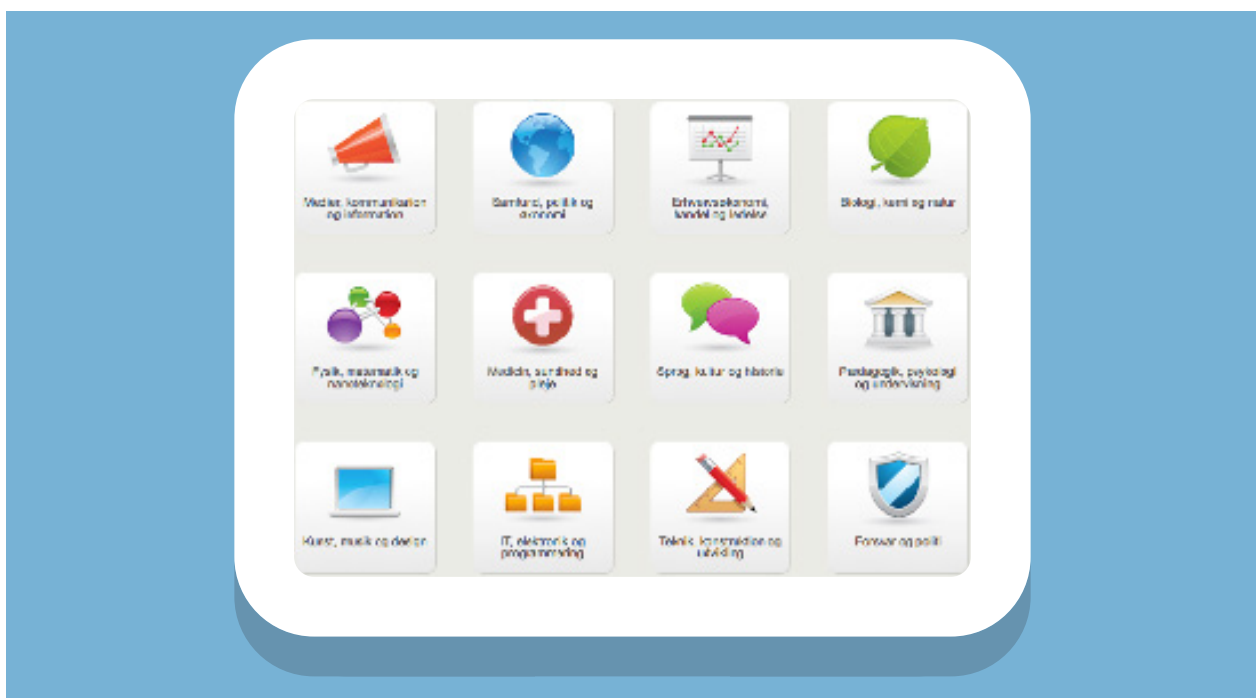 Medier, kommunikation
og information
Samfund, politik og
økonomi
Erhvervsøkonomi,
handel og ledelse
Biologi, kemi og natur
Fysik, matematik og
nanoteknologi
Medicin, sundhed og
pleje
Sprog, kultur og historie
Pædagogik, psykologi
og undervisning
Kunst, musik og design
IT, elektronik og
programmering
Teknik, konstruktion og
udvikling
Forsvar og politi